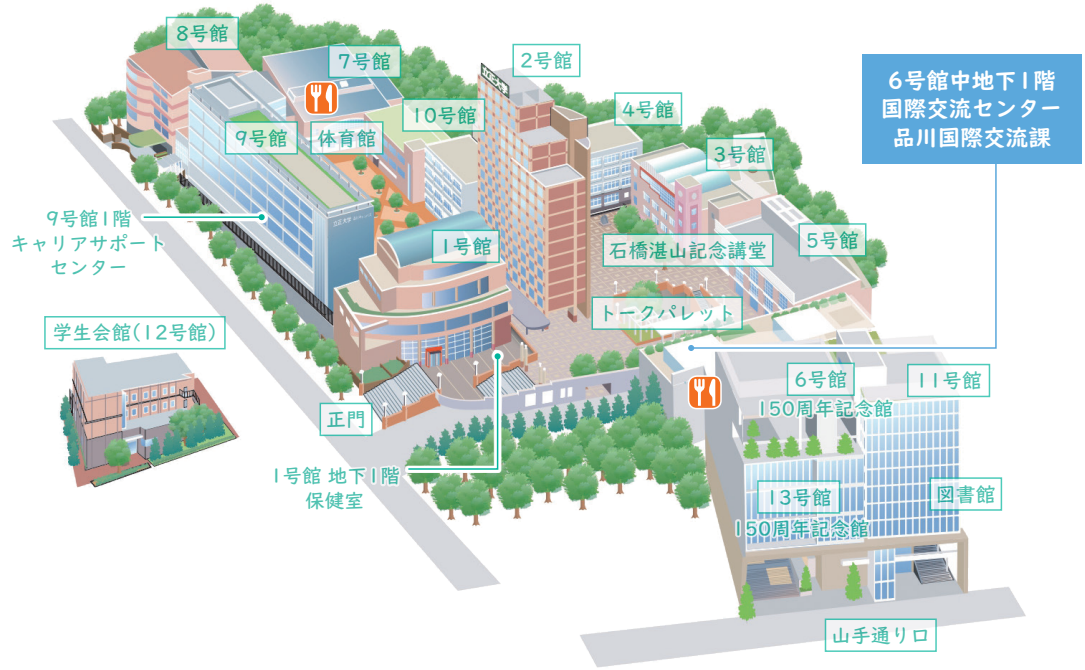 8号館
7号館
2号館
6号館中地下1階
国際交流センター
品川国際交流課
立正大学
10号館
4号館
9号館
体育館
3号館
9号館1階
キャリアサポート
センター
1号館
石橋湛山記念講堂
5号館
トークパレット
学生会館(12号館)
6号館
150周年記念館
11号館
正門
1号館 地下1階
保健室
13号館
150周年記念館
図書館
山手通り口